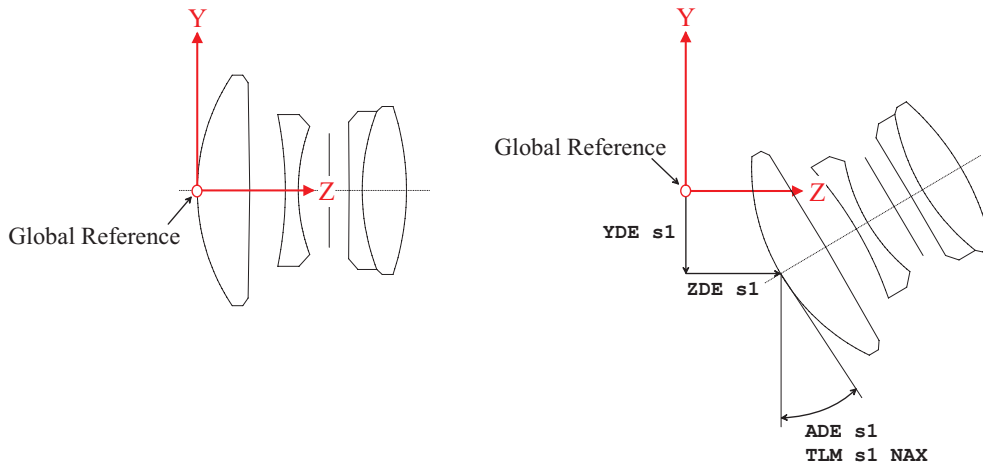 Y
Z
Global Reference
Y
Global Reference
Z
YDE s1
ZDE s1
ADE s1
TLM s1 NAX